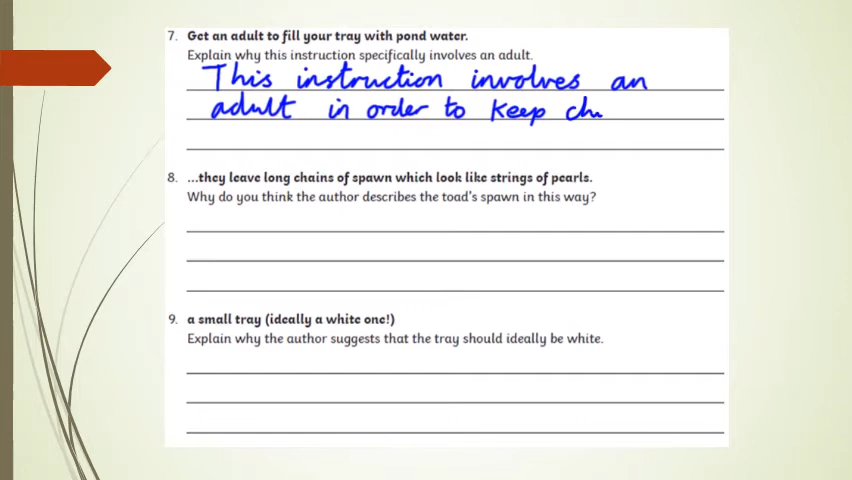 7. Get an adult to fill your tray with pond water.
Explain why this instruction specifically involves an adult.
This instruction involves an
adult in order to keep ch
8. ...they leave long chains of spawn which look like strings of pearls.
Why do you think the author describes the toad's spawn in this way?
9. a small tray (ideally a white one!)
Explain why the author suggests that the tray should ideally be white.